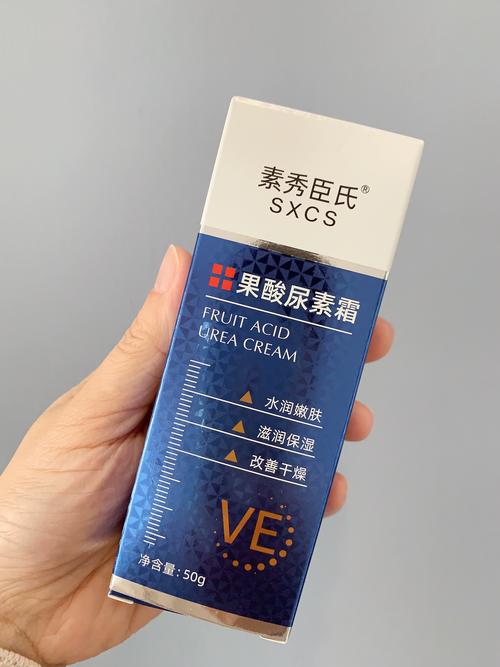 素秀臣氏®
SXCS
果酸尿素霜
FRUIT ACID
UREA CREAM
水润嫩肤
滋润保湿
改善干燥
VE
净含量:50g